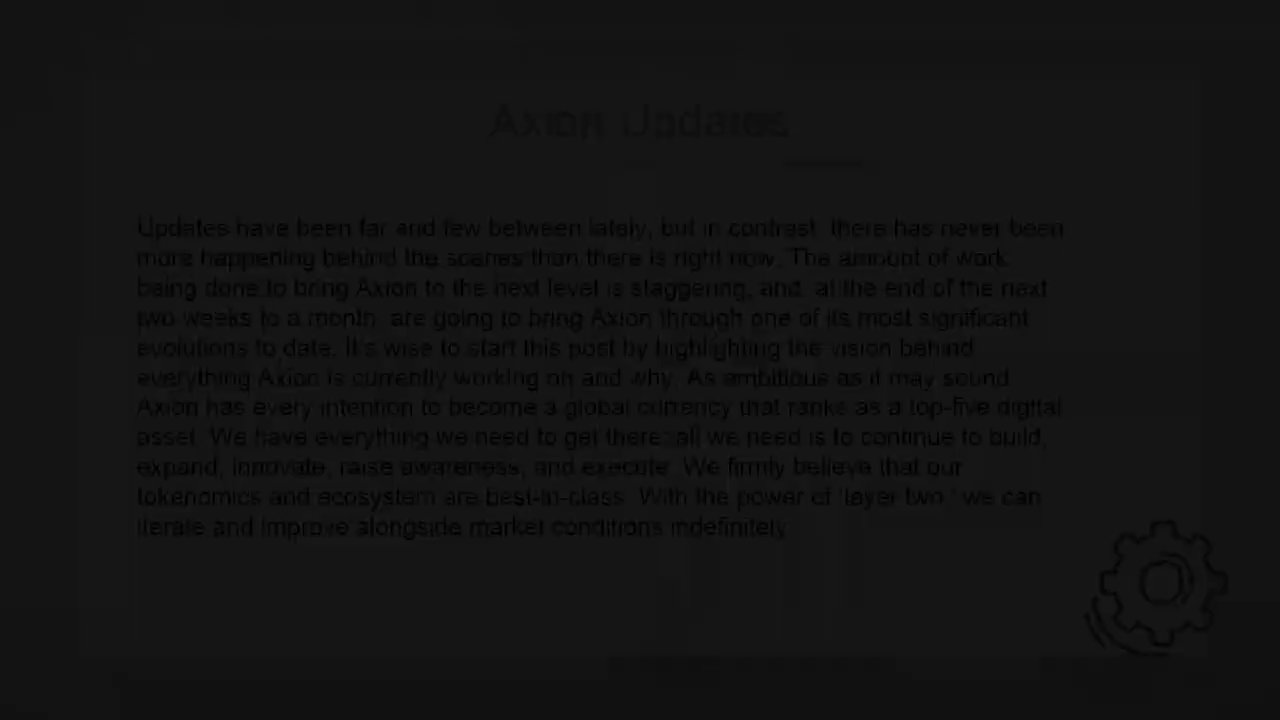 Axion Updates
Updates have been far and few between lately, but in contrast, there has never been
more happening behind the scenes than there is right now. The amount of work
being done to bring Axion to the next level is staggering, and, at the end of the next
two weeks to a month, are going to bring Axion through one of its most significant
evolutions to date. It's wise to start this post by highlighting the vision behind
everything Axion is currently working on and why. As ambitious as it may sound
Axion has every intention to become a global currency that ranks as a top-five digital
asset. We have everything we need to get there; all we need is to continue to build,
expand, innovate, raise awareness, and execute. We firmly believe that our
tokenomics and ecosystem are best-in-class. With the power of 'layer two,' we can
iterate and improve alongside market conditions indefinitely.